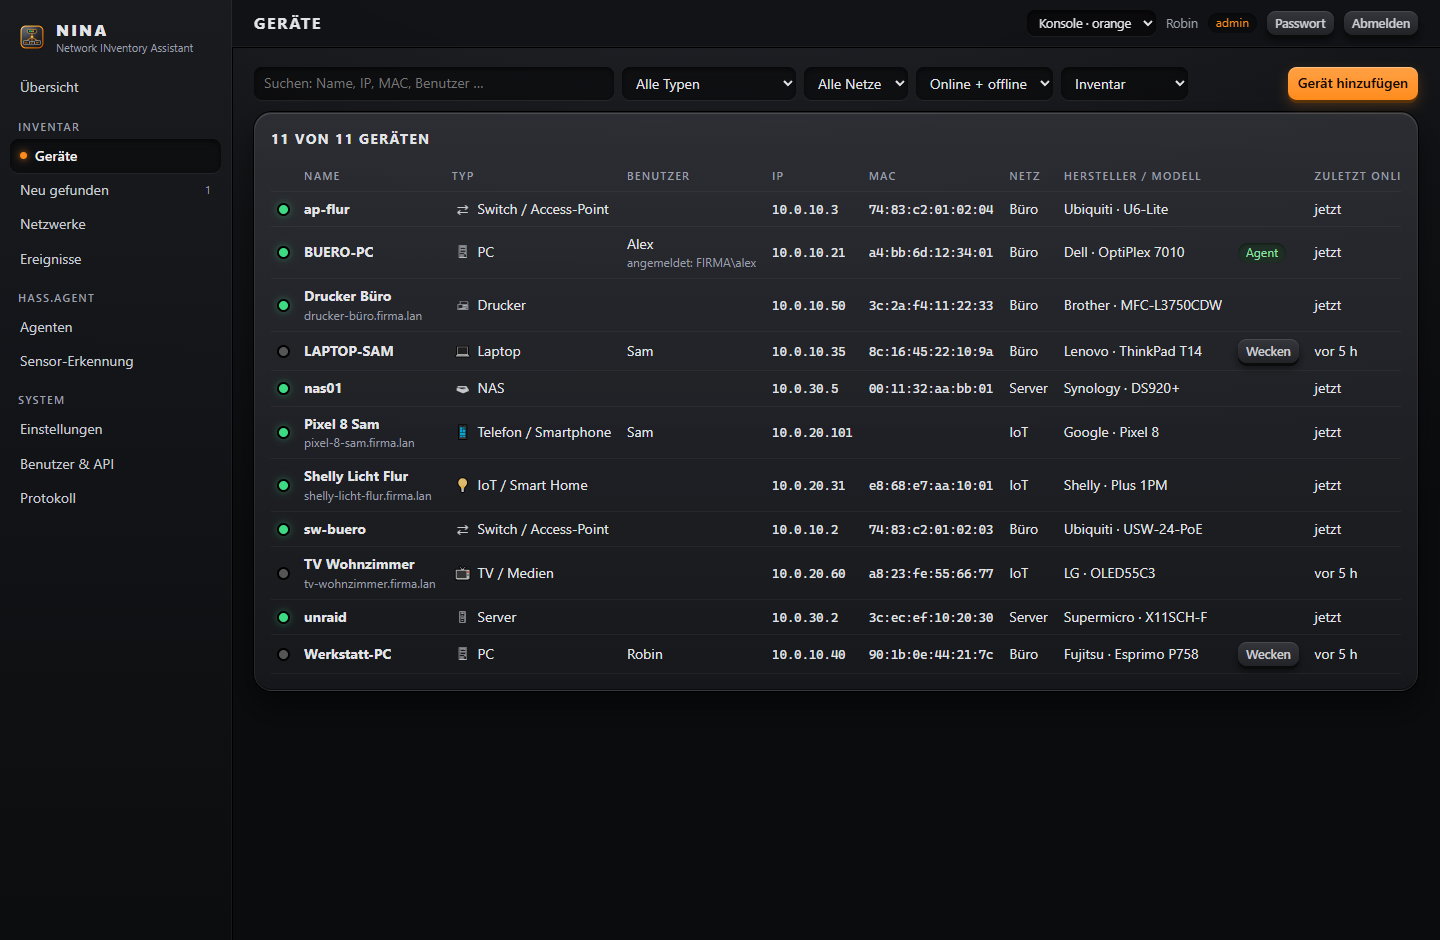 NINA
Network INventory Assistant
Übersicht
INVENTAR
Geräte
Neu gefunden 1
Netzwerke
Ereignisse
HASS.AGENT
Agenten
Sensor-Erkennung
SYSTEM
Einstellungen
Benutzer & API
Protokoll
GERÄTE
Konsole · orange Robin admin Passwort Abmelden
Suchen: Name, IP, MAC, Benutzer ... Alle Typen Alle Netze Online + offline Inventar Gerät hinzufügen
11 VON 11 GERÄTEN
NAME TYP BENUTZER IP MAC NETZ HERSTELLER / MODELL ZULETZT ONLI
ap-flur Switch / Access-Point 10.0.10.3 74:83:c2:01:02:04 Büro Ubiquiti · U6-Lite jetzt
BUERO-PC PC Alex 10.0.10.21 a4:bb:6d:12:34:01 Büro Dell · OptiPlex 7010 Agent jetzt
angemeldet: FIRMA\alex
Drucker Büro Drucker 10.0.10.50 3c:2a:f4:11:22:33 Büro Brother · MFC-L3750CDW jetzt
drucker-büro.firma.lan
LAPTOP-SAM Laptop Sam 10.0.10.35 8c:16:45:22:10:9a Büro Lenovo · ThinkPad T14 Wecken vor 5 h
nas01 NAS 10.0.30.5 00:11:32:aa:bb:01 Server Synology · DS920+ jetzt
Pixel 8 Sam Telefon / Smartphone Sam 10.0.20.101 IoT Google · Pixel 8 jetzt
pixel-8-sam.firma.lan
Shelly Licht Flur IoT / Smart Home 10.0.20.31 e8:68:e7:aa:10:01 IoT Shelly · Plus 1PM jetzt
shelly-licht-flur.firma.lan
sw-buero Switch / Access-Point 10.0.10.2 74:83:c2:01:02:03 Büro Ubiquiti · USW-24-PoE jetzt
TV Wohnzimmer TV / Medien 10.0.20.60 a8:23:fe:55:66:77 IoT LG · OLED55C3 vor 5 h
tv-wohnzimmer.firma.lan
unraid Server 10.0.30.2 3c:ec:ef:10:20:30 Server Supermicro · X11SCH-F jetzt
Werkstatt-PC PC Robin 10.0.10.40 90:1b:0e:44:21:7c Büro Fujitsu · Esprimo P758 Wecken vor 5 h